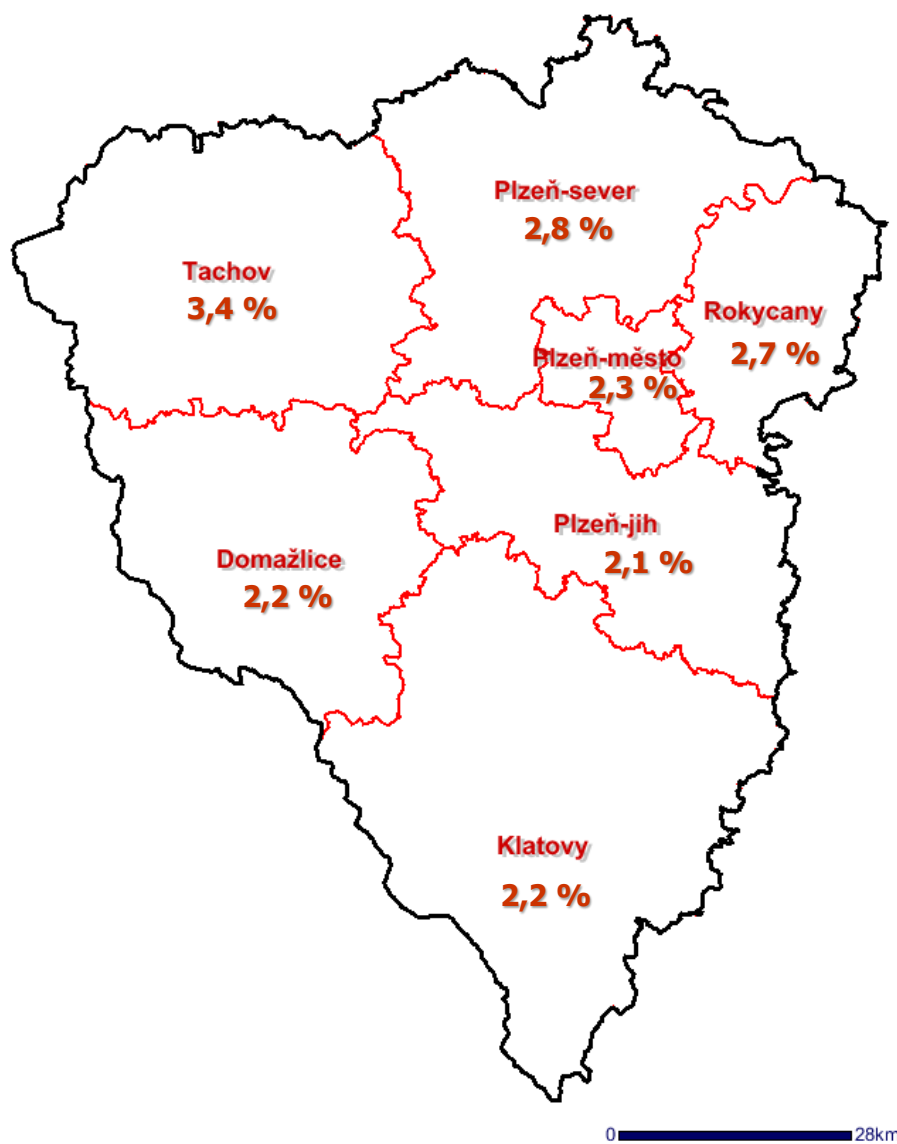 Plzeň-sever
2,8 %
Tachov
3,4 %
Rokycany
2,7 %
Plzeň-město
2,3 %
Plzeň-jih
2,1 %
Domažlice
2,2 %
Klatovy
2,2 %
0 28km